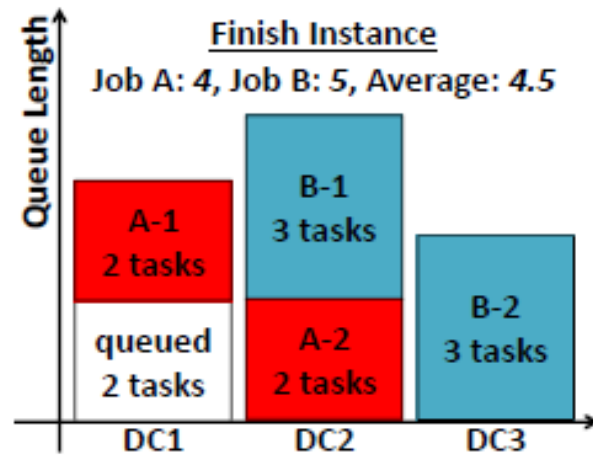 Finish Instance
Job A: 4, Job B: 5, Average: 4.5
Queue Length
A-1
2 tasks
queued
2 tasks
B-1
3 tasks
A-2
2 tasks
B-2
3 tasks
DC1
DC2
DC3